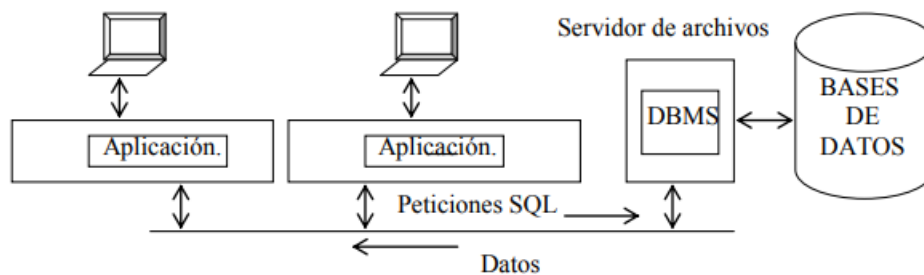 Servidor de archivos
Aplicación.
Aplicación.
DBMS
BASES
DE
DATOS
Peticiones SQL
Datos